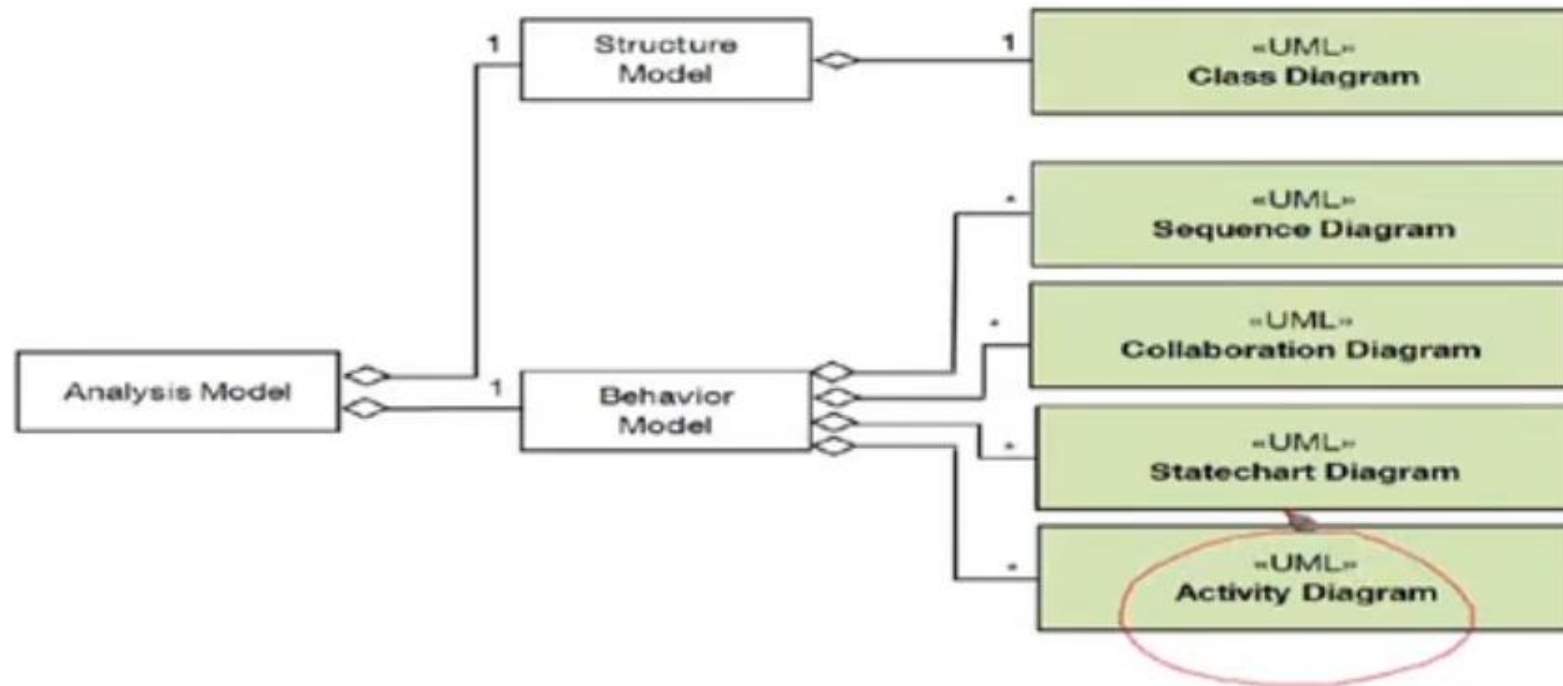 1
Structure
Model
1
«UML»
Class Diagram
*
«UML»
Sequence Diagram
*
«UML»
Collaboration Diagram
Analysis Model
1
Behavior
Model
*
«UML»
Statechart Diagram
*
«UML»
Activity Diagram